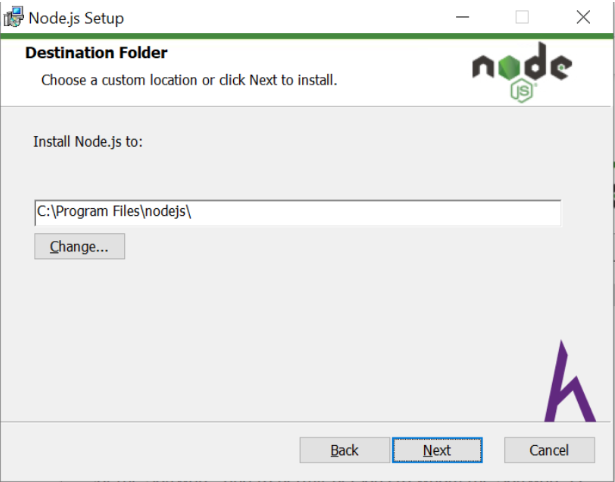 Node.js Setup
Destination Folder
Choose a custom location or click Next to install.
node
JS
Install Node.js to:
C:\Program Files\nodejs\
Change...
Back
Next
Cancel